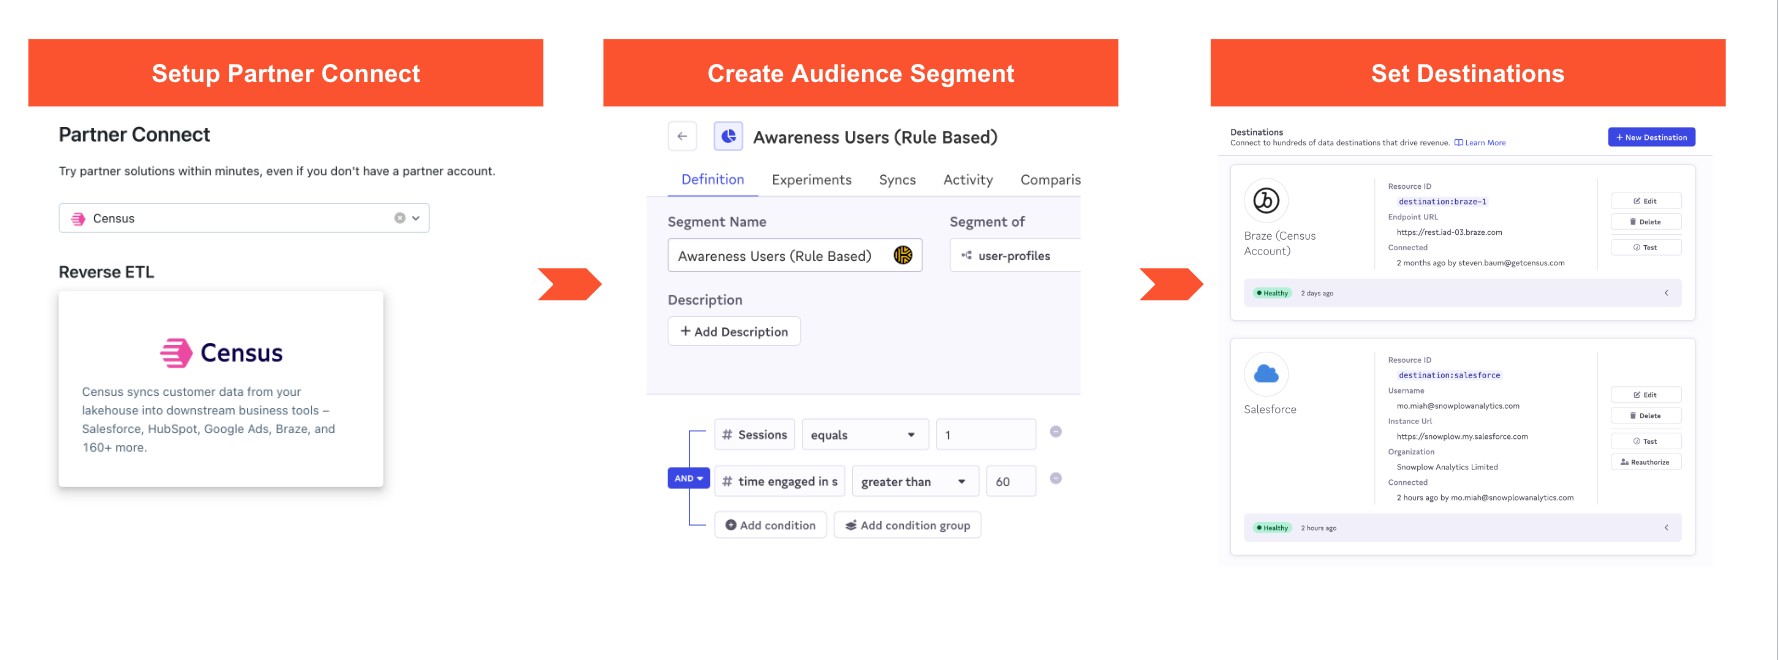 Setup Partner Connect
Partner Connect
Try partner solutions within minutes, even if you don't have a partner account.
Census
Reverse ETL
Census
Census syncs customer data from your
lakehouse into downstream business tools –
Salesforce, HubSpot, Google Ads, Braze, and
160+ more.
Create Audience Segment
Awareness Users (Rule Based)
Definition Experiments Syncs Activity Comparis
Segment Name Segment of
Awareness Users (Rule Based) user-profiles
Description
+ Add Description
# Sessions equals 1
AND # time engaged in s greater than 60
Add condition Add condition group
Set Destinations
Destinations
Connect to hundreds of data destinations that drive revenue. Learn More
+ New Destination
Braze (Census
Account)
Resource ID
destination:braze-1
Endpoint URL
https://rest.iad-03.braze.com
Connected
2 months ago by steven.baum@getcensus.com
Edit
Delete
Test
Healthy 2 days ago
Salesforce
Resource ID
destination:salesforce
Username
mo.miah@snowplowanalytics.com
Instance Url
https://snowplow.my.salesforce.com
Organization
Snowplow Analytics Limited
Connected
2 hours ago by mo.miah@snowplowanalytics.com
Edit
Delete
Test
Reauthorize
Healthy 2 hours ago